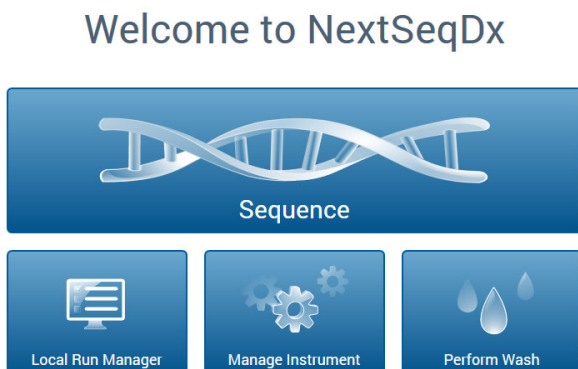 Welcome to NextSeqDx
Sequence
Local Run Manager
Manage Instrument
Perform Wash